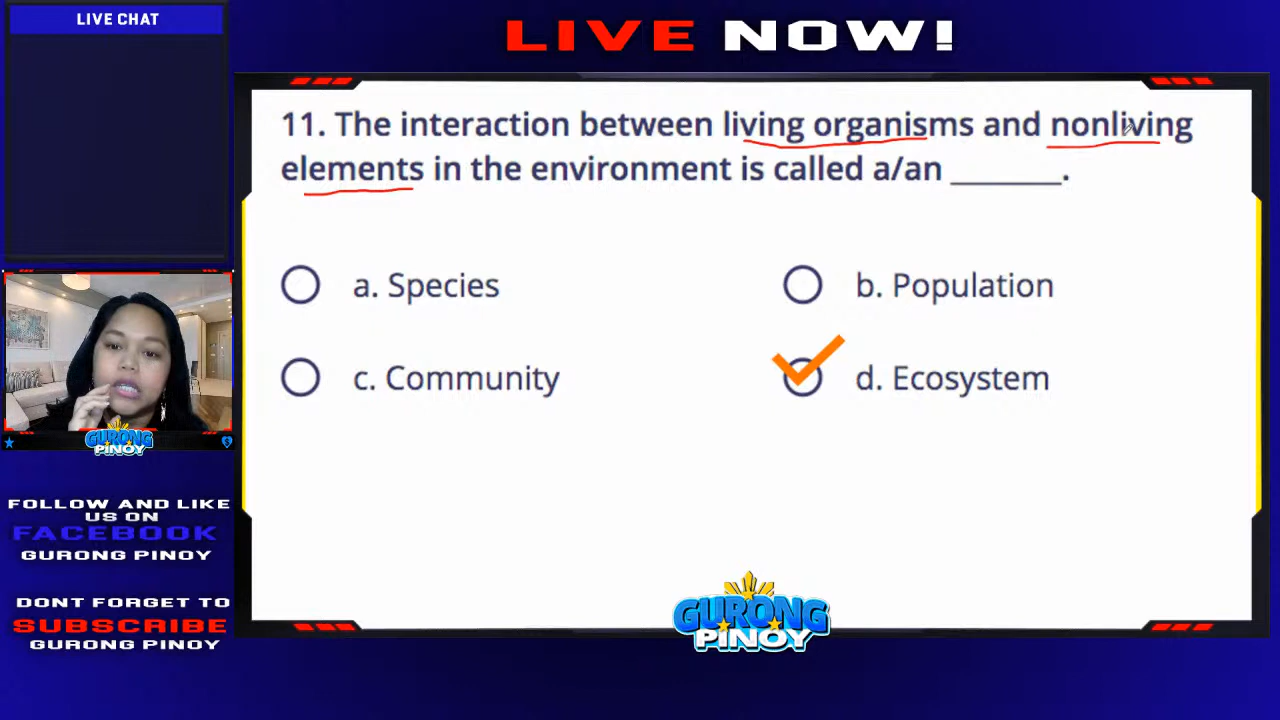 LIVE CHAT
LIVE NOW!
11. The interaction between living organisms and nonliving
elements in the environment is called a/an ________.
a. Species
b. Population
c. Community
d. Ecosystem
GURONG
PINOY
FOLLOW AND LIKE
US ON
FACEBOOK
GURONG PINOY
DONT FORGET TO
SUBSCRIBE
GURONG PINOY
GURONG
PINOY